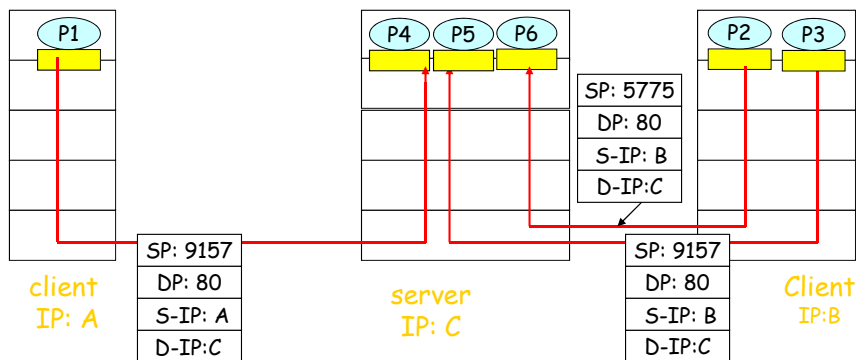 P1
P4
P5
P6
P2
P3
SP: 5775
DP: 80
S-IP: B
D-IP:C
SP: 9157
DP: 80
S-IP: A
D-IP:C
SP: 9157
DP: 80
S-IP: B
D-IP:C
client
IP: A
server
IP: C
Client
IP:B